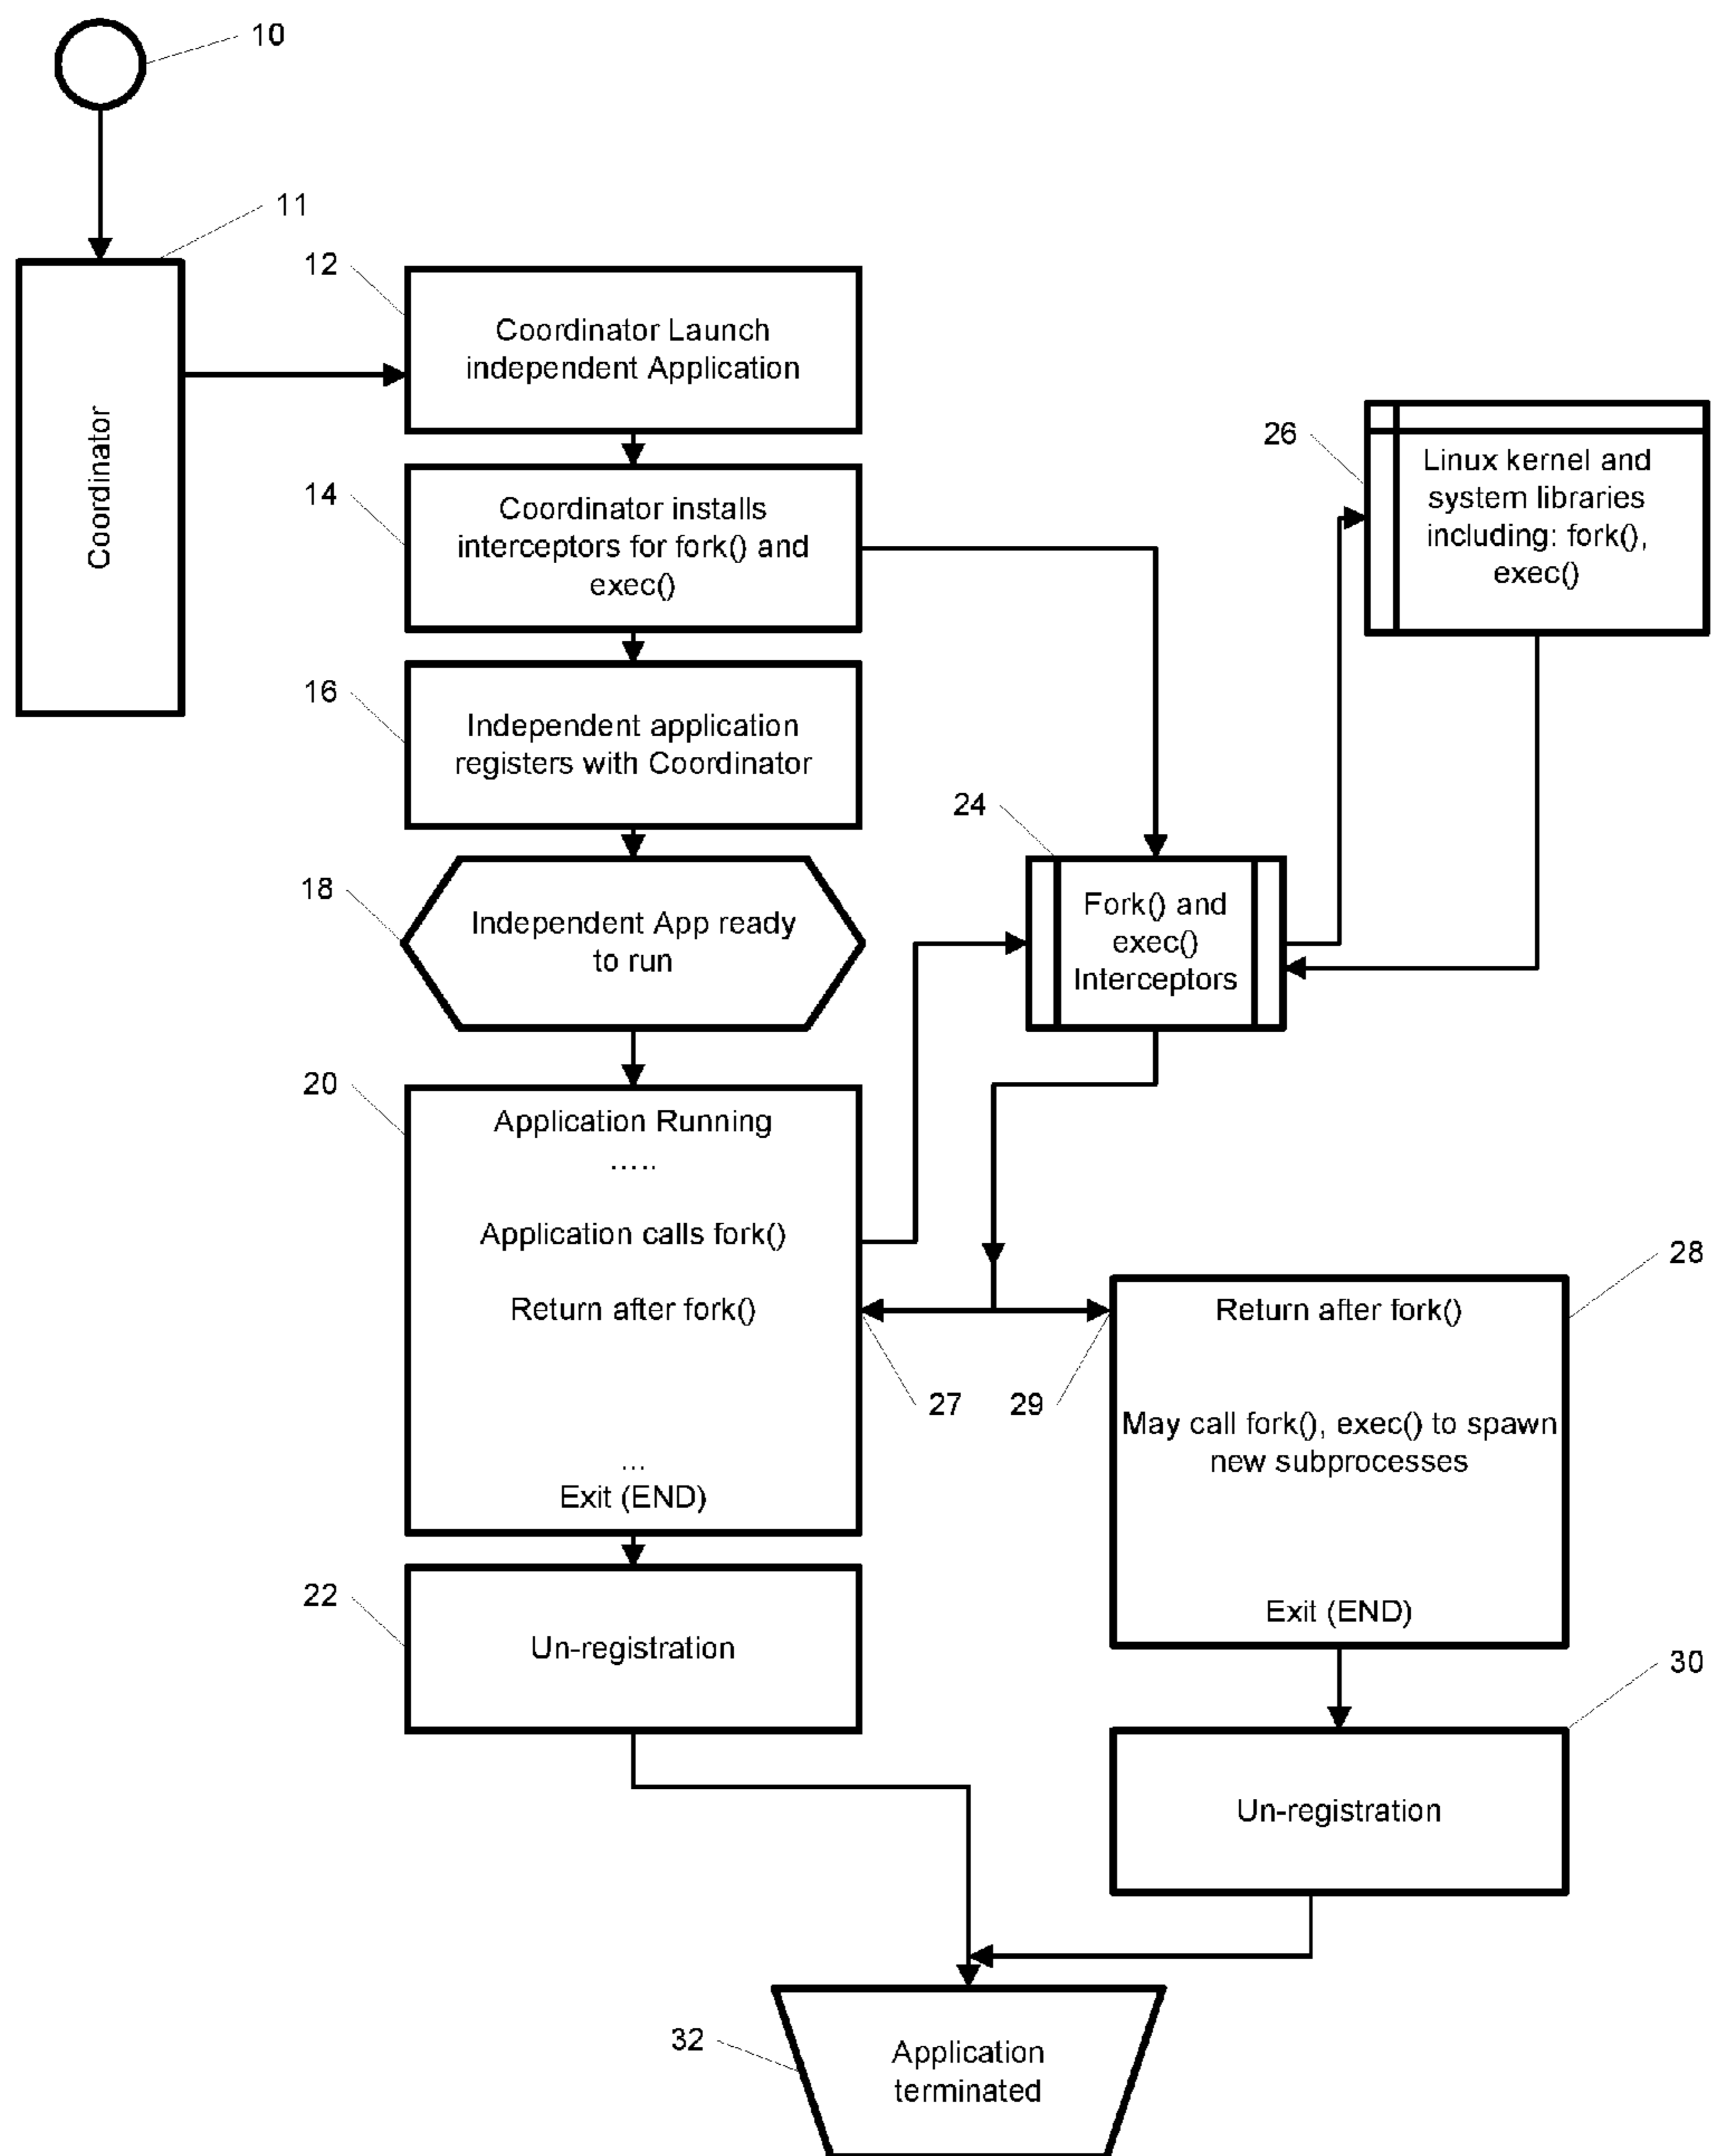 10
11
Coordinator
12
Coordinator Launch
independent Application
14
Coordinator installs
interceptors for fork() and
exec()
16
Independent application
registers with Coordinator
18
Independent App ready
to run
20
Application Running
.....
Application calls fork()
Return after fork()
...
Exit (END)
22
Un-registration
24
Fork() and
exec()
Interceptors
26
Linux kernel and
system libraries
including: fork(),
exec()
27
29
28
Return after fork()
May call fork(), exec() to spawn
new subprocesses
Exit (END)
30
Un-registration
32
Application
terminated